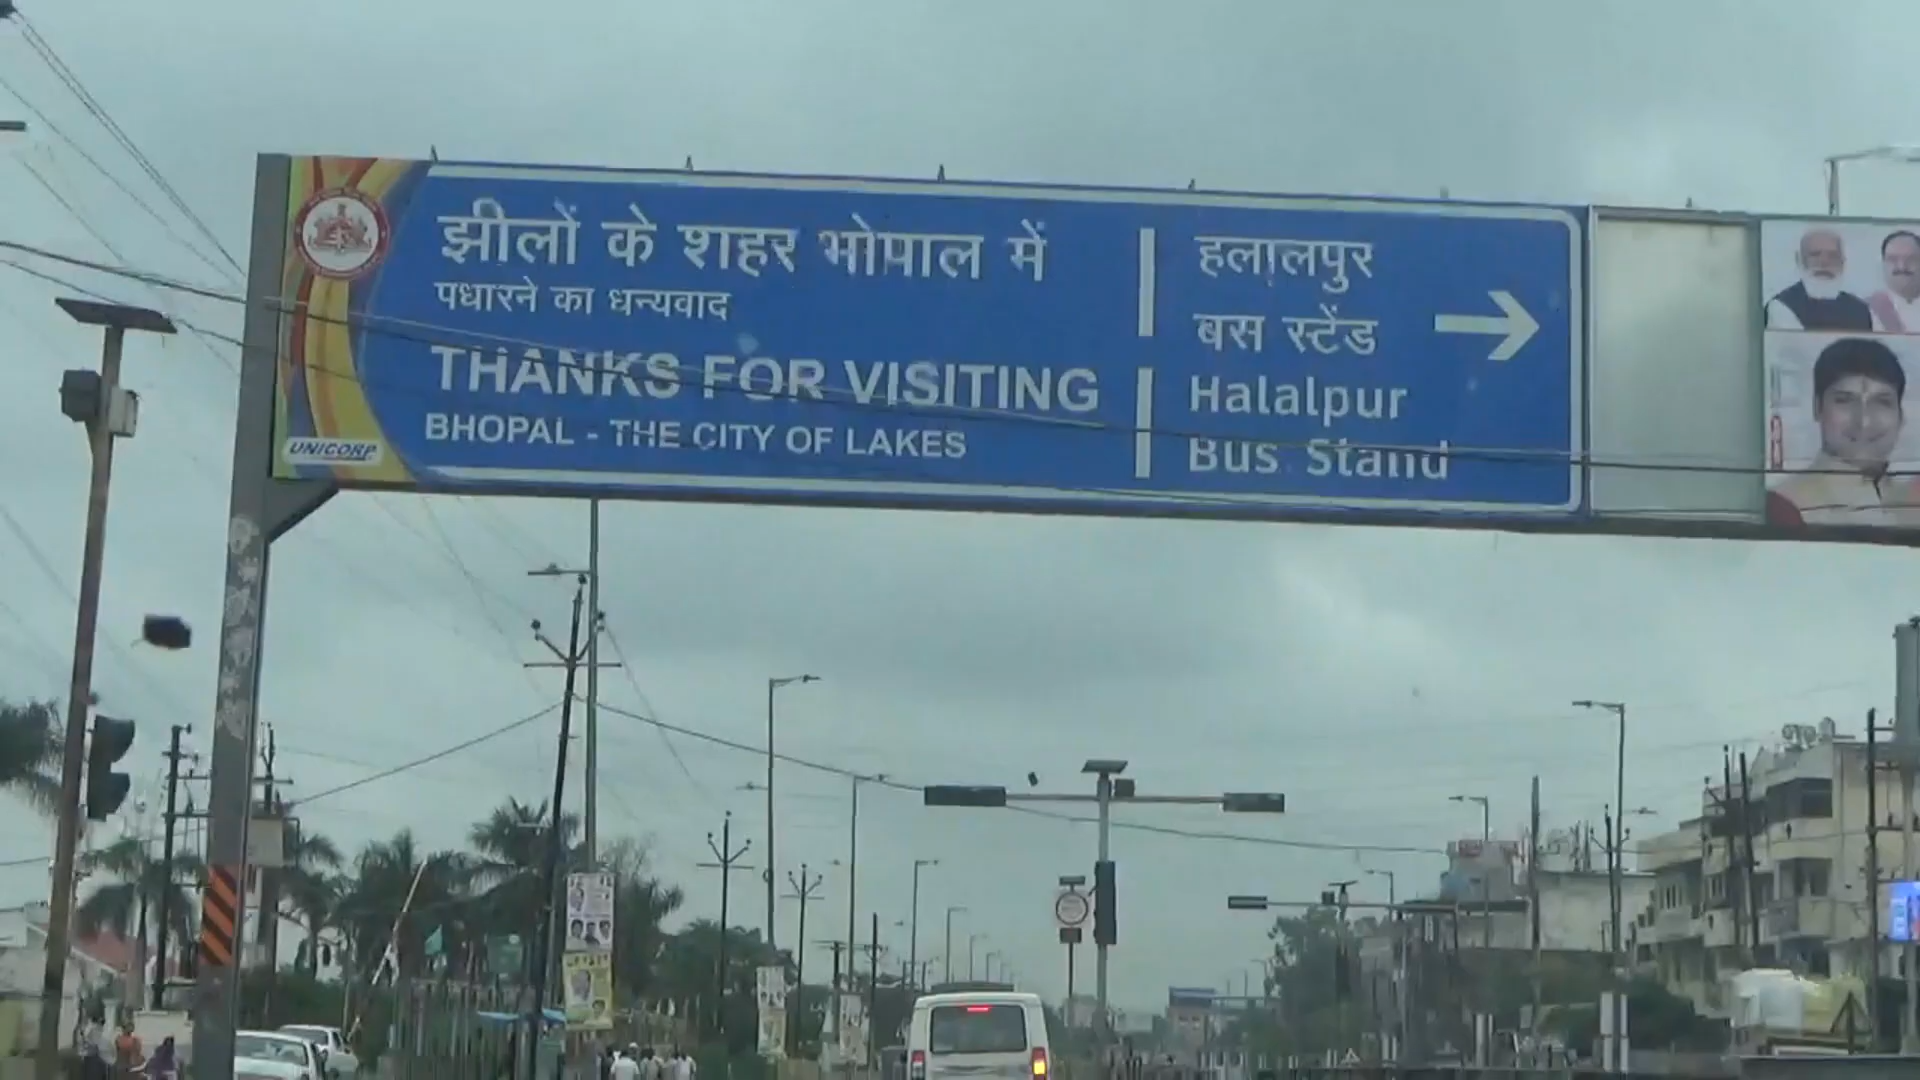 झीलों के शहर भोपाल में
पधारने का धन्यवाद
THANKS FOR VISITING
BHOPAL - THE CITY OF LAKES
हलालपुर
बस स्टेंड
Halalpur
Bus Stand
UNICORP